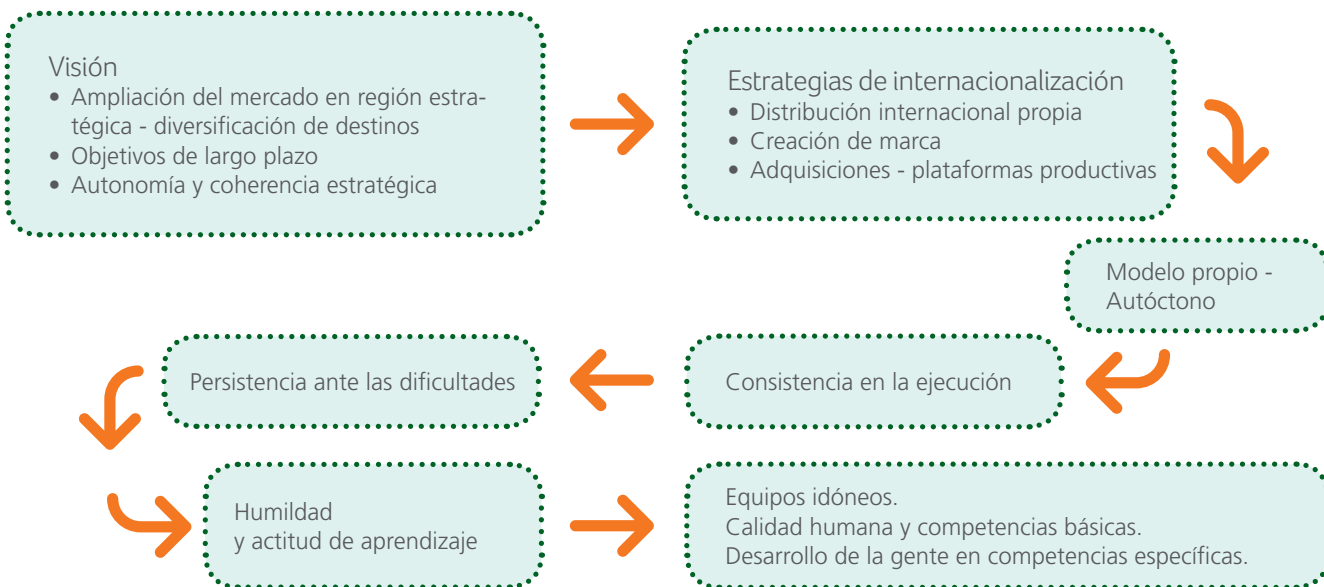 Visión
• Ampliación del mercado en región estra-
tégica - diversificación de destinos
• Objetivos de largo plazo
• Autonomía y coherencia estratégica
Estrategias de internacionalización
• Distribución internacional propia
• Creación de marca
• Adquisiciones - plataformas productivas
Modelo propio -
Autóctono
Consistencia en la ejecución
Persistencia ante las dificultades
Humildad
y actitud de aprendizaje
Equipos idóneos.
Calidad humana y competencias básicas.
Desarrollo de la gente en competencias específicas.